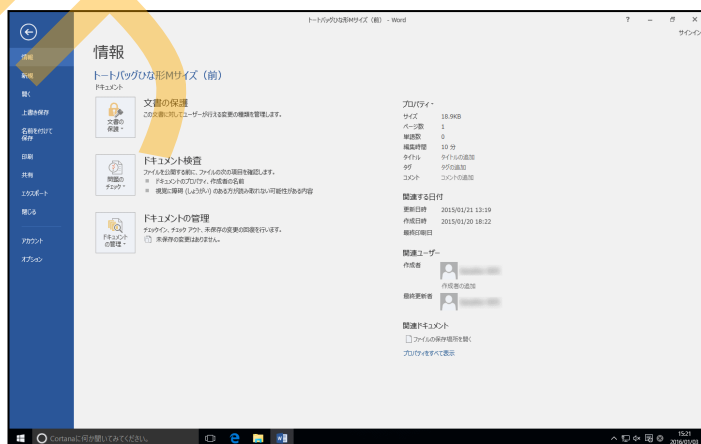 トートバッグひな形Mサイズ（前） - Word
?
サインイン
情報
新規
開く
上書き保存
名前を付けて
保存
印刷
共有
エクスポート
閉じる
アカウント
オプション
情報
トートバッグひな形Mサイズ（前）
ドキュメント
文書の
保護
文書の保護
この文書に対してユーザーが行える変更の種類を管理します。
問題の
チェック
ドキュメント検査
ファイルを公開する前に、ファイルの次の項目を確認します。
ドキュメントのプロパティ、作成者の名前
視覚に障碍 (しょうがい) のある方が読み取れない可能性がある内容
ドキュメント
の管理
ドキュメントの管理
チェックイン、チェック アウト、未保存の変更の回復を行います。
未保存の変更はありません。
プロパティ
サイズ 18.9KB
ページ数 1
単語数 0
編集時間 10 分
タイトル タイトルの追加
タグ タグの追加
コメント コメントの追加
関連する日付
更新日時 2015/01/21 13:19
作成日時 2015/01/20 18:22
最終印刷日
関連ユーザー
作成者
作成者の追加
最終更新者
関連ドキュメント
ファイルの保存場所を開く
プロパティをすべて表示
Cortanaに何か聞いてみてください。
15:21
2016/01/03